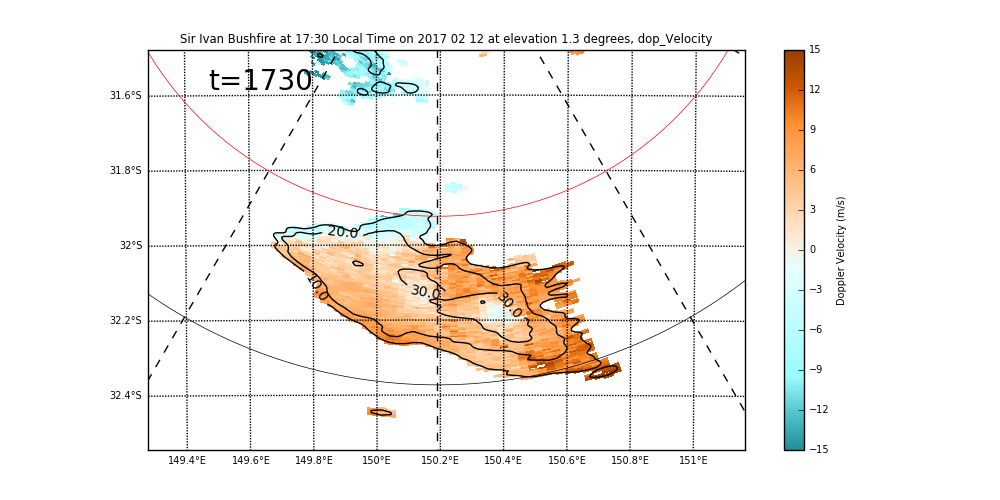 Sir Ivan Bushfire at 17:30 Local Time on 2017 02 12 at elevation 1.3 degrees, dop_Velocity
t=1730
31.6°S
31.8°S
32°S
32.2°S
32.4°S
20.0
10.0
30.0
30.0
149.4°E 149.6°E 149.8°E 150°E 150.2°E 150.4°E 150.6°E 150.8°E 151°E
15
12
9
6
3
0
−3
−6
−9
−12
−15
Doppler Velocity (m/s)